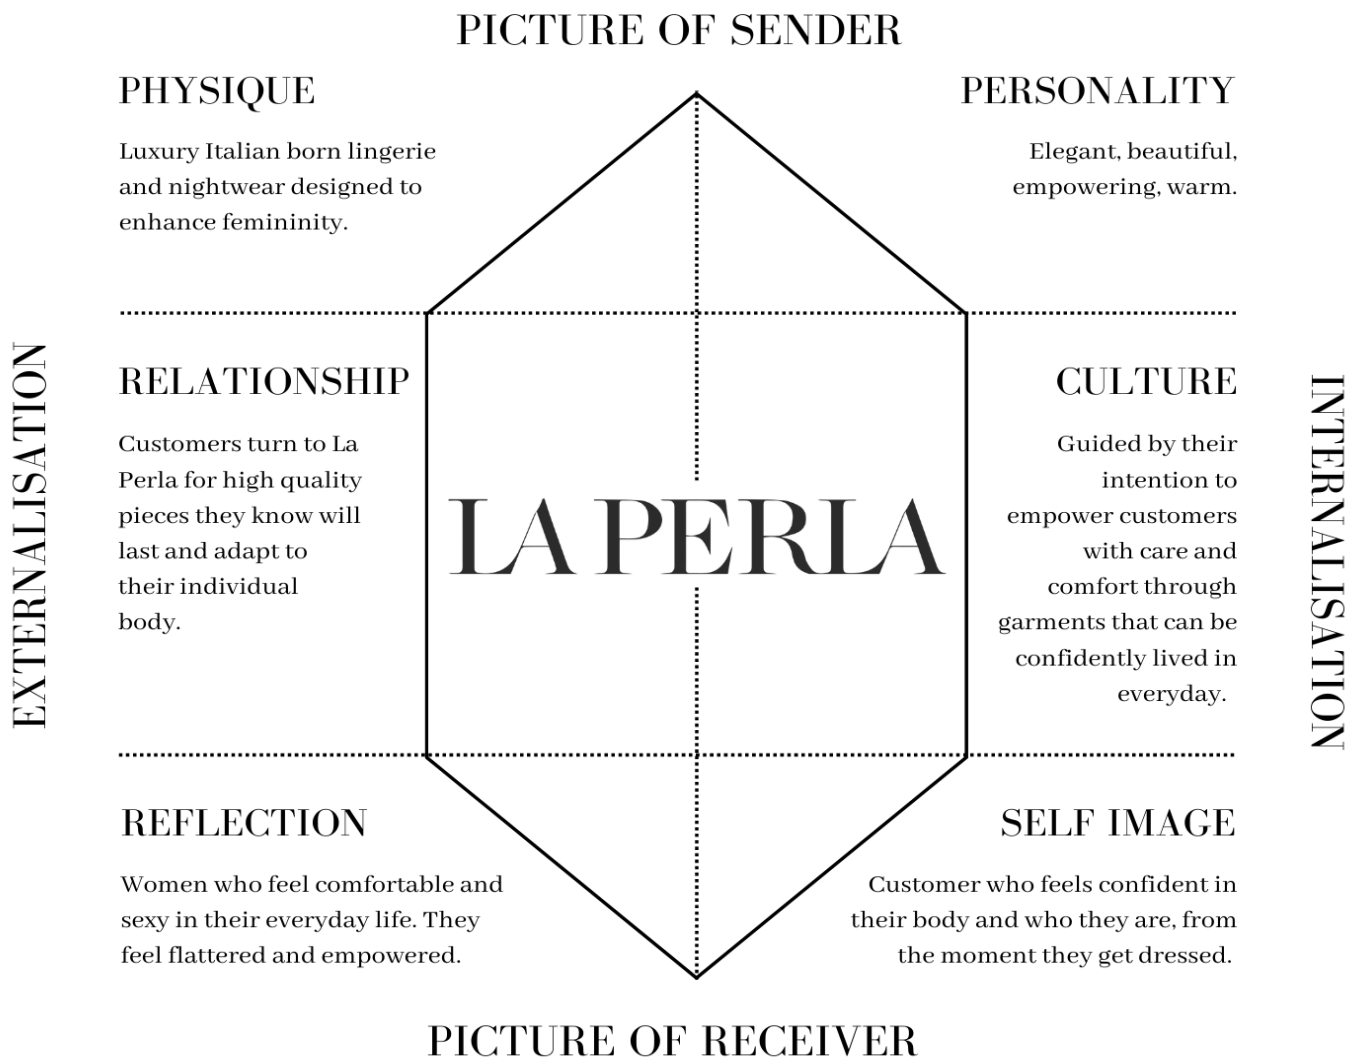 PICTURE OF SENDER
PHYSIQUE
Luxury Italian born lingerie
and nightwear designed to
enhance femininity.
PERSONALITY
Elegant, beautiful,
empowering, warm.
EXTERNALISATION
RELATIONSHIP
Customers turn to La
Perla for high quality
pieces they know will
last and adapt to
their individual
body.
LA PERLA
CULTURE
Guided by their
intention to
empower customers
with care and
comfort through
garments that can be
confidently lived in
everyday.
INTERNALISATION
REFLECTION
Women who feel comfortable and
sexy in their everyday life. They
feel flattered and empowered.
SELF IMAGE
Customer who feels confident in
their body and who they are, from
the moment they get dressed.
PICTURE OF RECEIVER